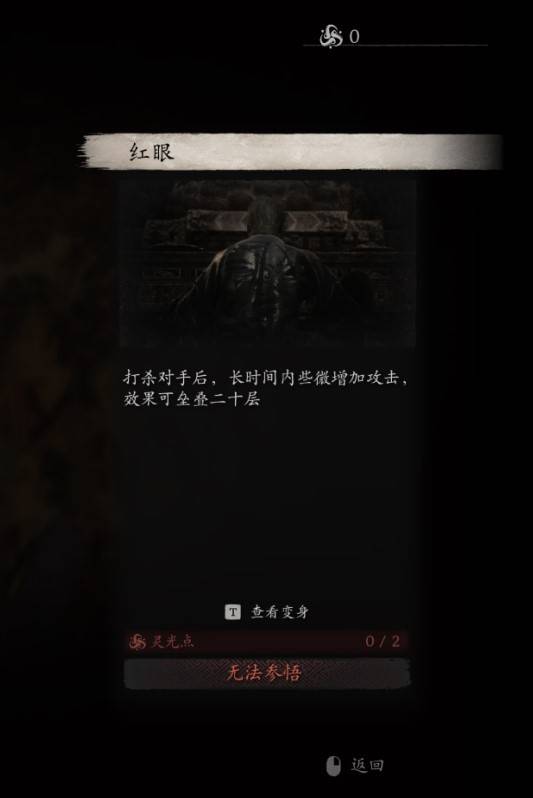 0
红眼
打杀对手后，长时间内些微增加攻击，
效果可垒叠二十层
T 查看变身
灵光点 0/2
无法参悟
返回